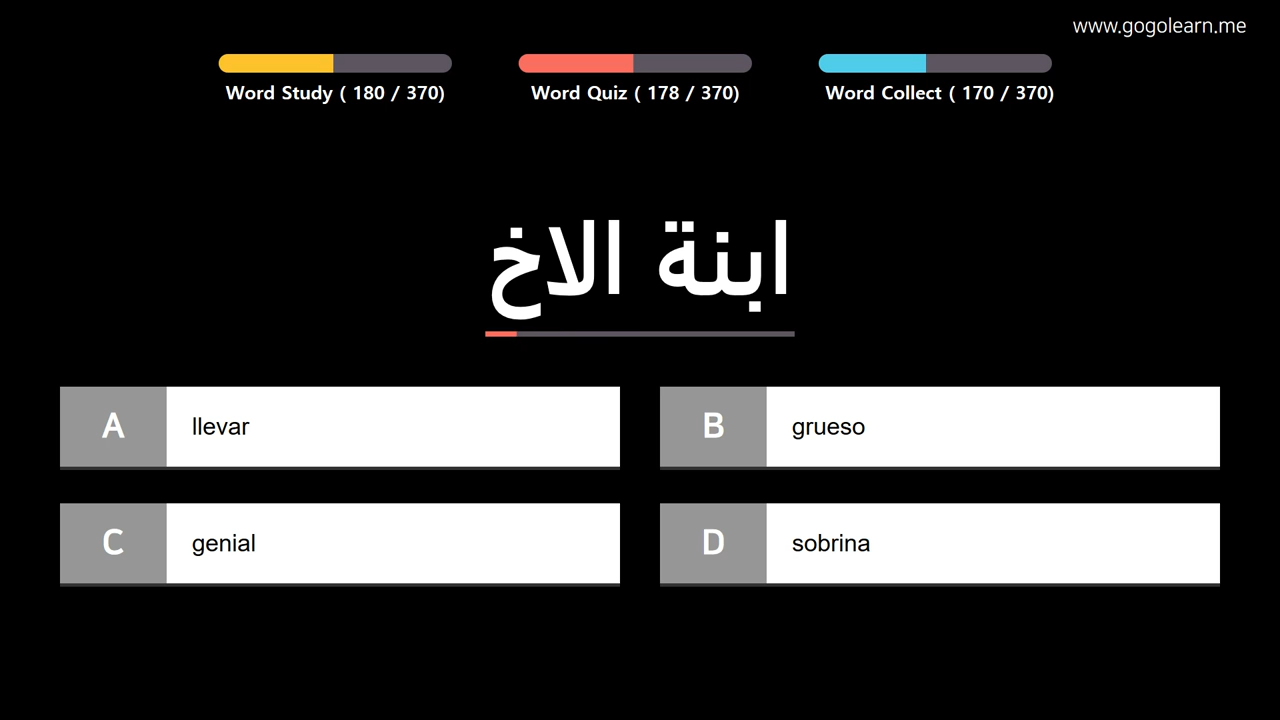 www.gogolearn.me
Word Study ( 180 / 370)
Word Quiz ( 178 / 370)
Word Collect ( 170 / 370)
ابنة الاخ
A llevar
B grueso
C genial
D sobrina